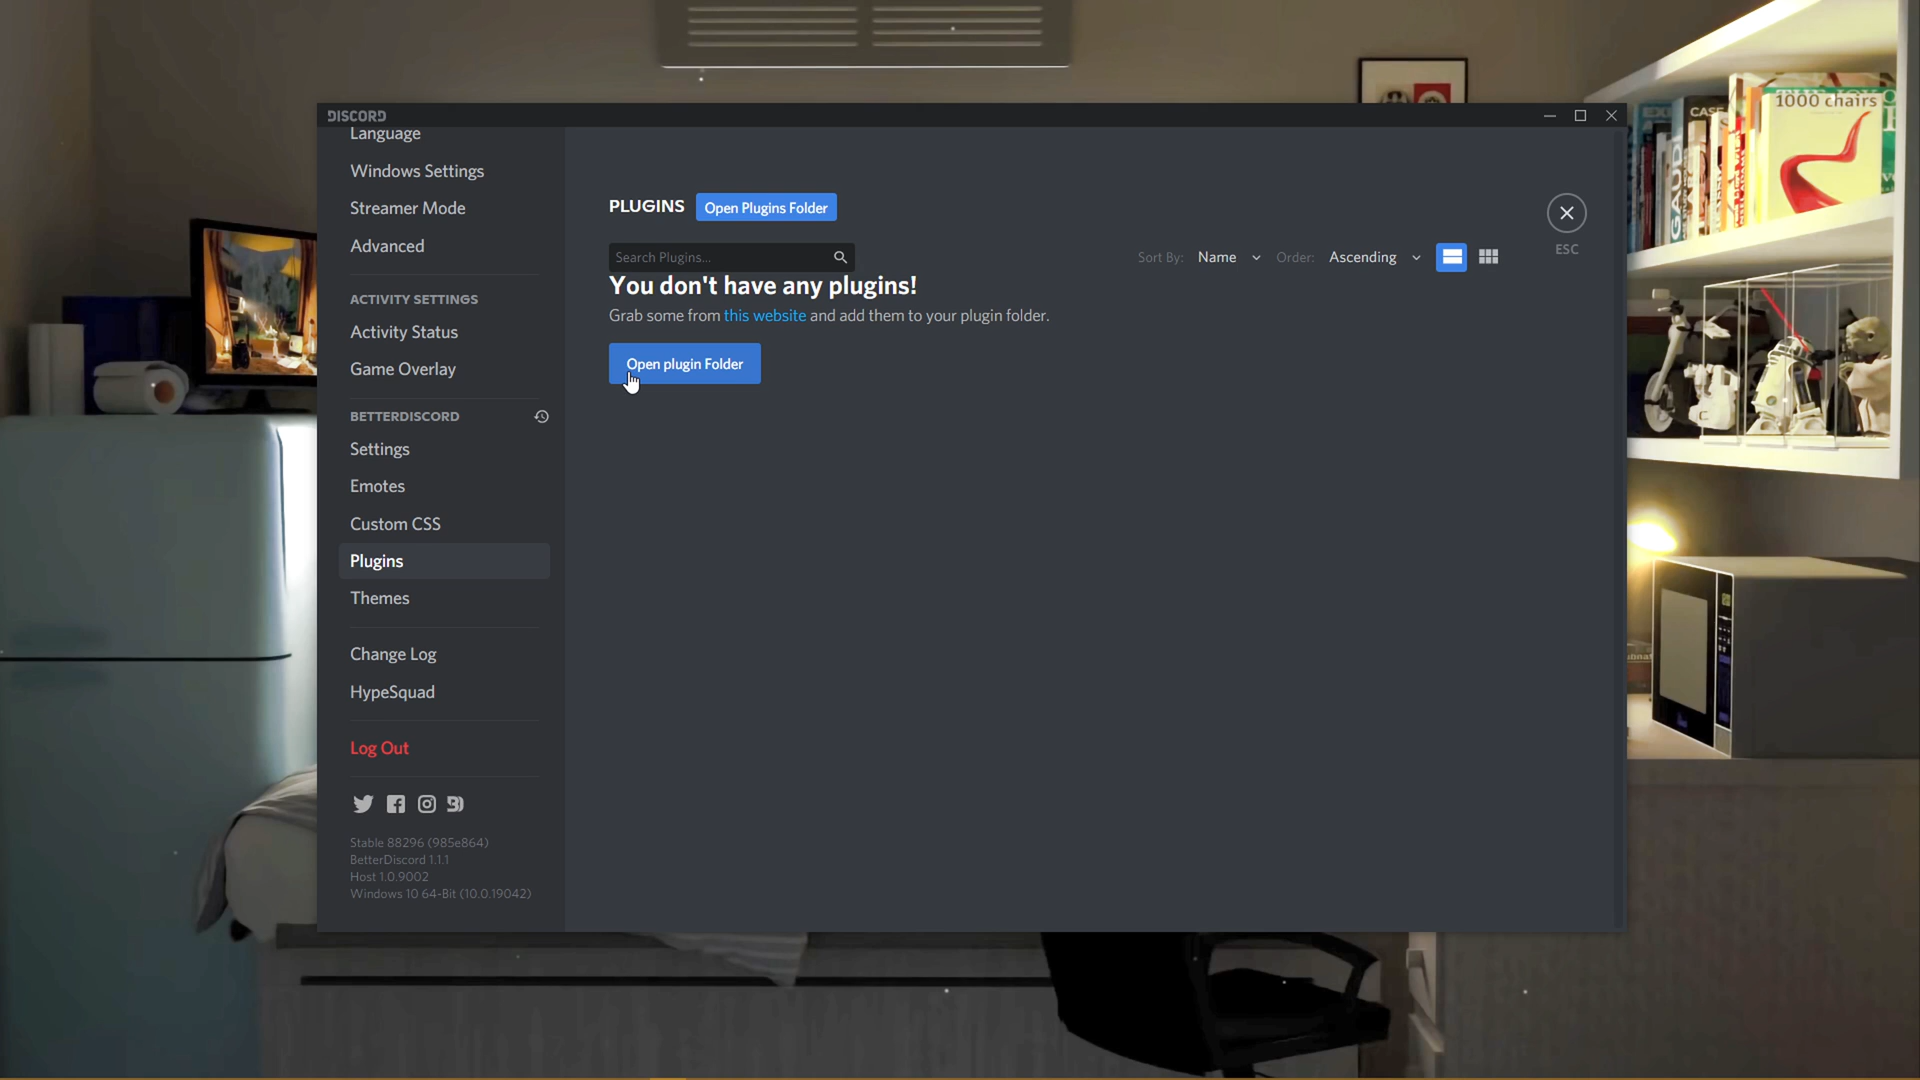 1000 chairs
CASE
GAUDI
DISCORD
Language
Windows Settings
Streamer Mode
Advanced
ACTIVITY SETTINGS
Activity Status
Game Overlay
BETTERDISCORD
Settings
Emotes
Custom CSS
Plugins
Themes
Change Log
HypeSquad
Log Out
Stable 88296 (985e864)
BetterDiscord 1.1.1
Host 1.0.9002
Windows 10 64-Bit (10.0.19042)
PLUGINS Open Plugins Folder
ESC
Search Plugins... Sort By: Name Order: Ascending
You don't have any plugins!
Grab some from this website and add them to your plugin folder.
Open plugin Folder